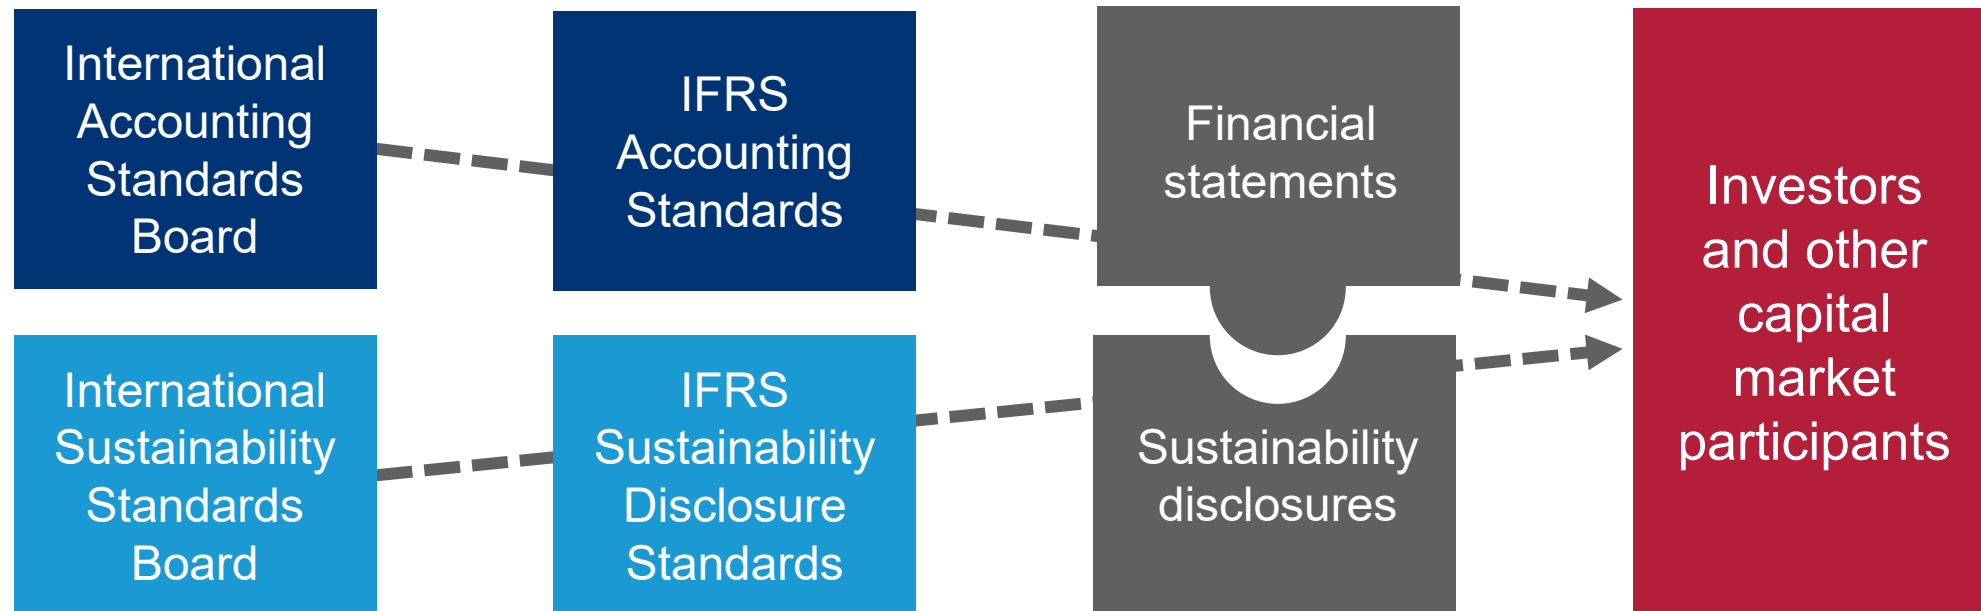 International
Accounting
Standards
Board
IFRS
Accounting
Standards
Financial
statements
Investors
and other
capital
market
participants
International
Sustainability
Standards
Board
IFRS
Sustainability
Disclosure
Standards
Sustainability
disclosures